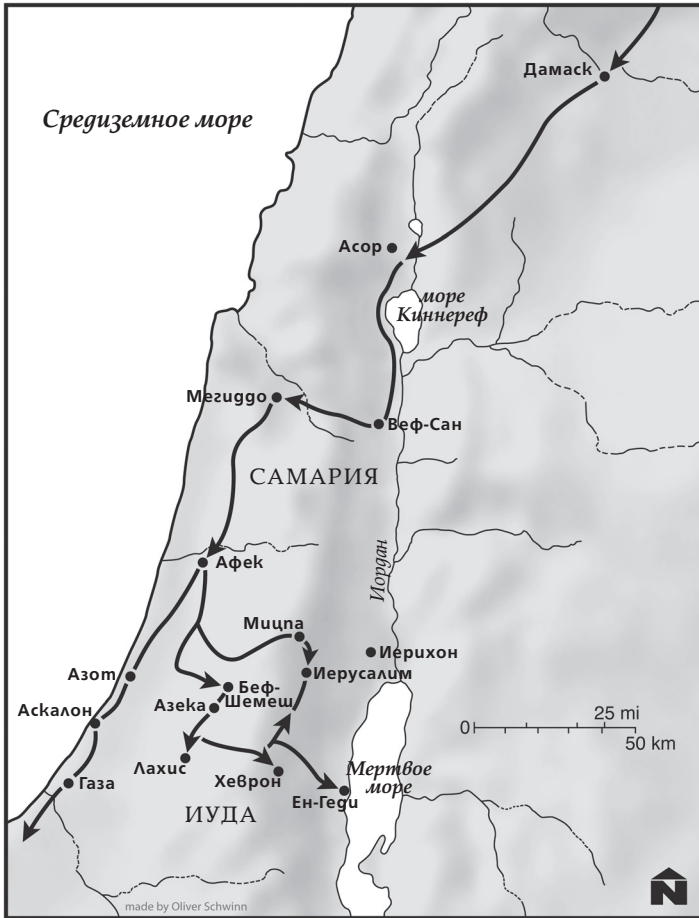 Дамаск
Средиземное море
Асор
море
Киннереф
Мегиддо
Веф-Сан
САМАРИЯ
Афек
Иордан
Мицпа
Иерихон
Азот
Иерусалим
Беф-
Шемеш
Азека
Аскалон
0
25 mi
50 km
Лахис
Хеврон
Мертвое
море
Газа
Ен-Геди
ИУДА
N
made by Oliver Schwinn